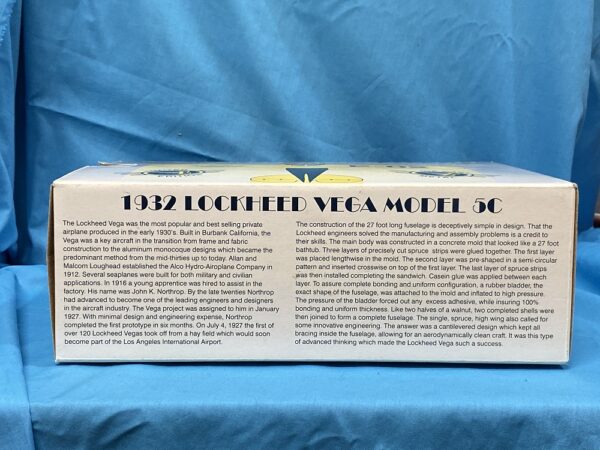 1932 LOCKHEED VEGA MODEL 5C
The Lockheed Vega was the most popular and best selling private
airplane produced in the early 1930's. Built in Burbank California, the
Vega was a key aircraft in the transition from frame and fabric
construction to the aluminum monocoque designs which became the
predominant method from the mid-thirties up to today. Allan and
Malcom Loughead established the Alco Hydro-Airoplane Company in
1912. Several seaplanes were built for both military and civilian
applications. In 1916 a young apprentice was hired to assist in the
factory. His name was John K. Northrop. By the late twenties Northrop
had advanced to become one of the leading engineers and designers
in the aircraft industry. The Vega project was assigned to him in January
1927. With minimal design and engineering expense, Northrop
completed the first prototype in six months. On July 4, 1927 the first of
over 120 Lockheed Vegas took off from a hay field which would soon
become part of the Los Angeles International Airport.
The construction of the 27 foot long fuselage is deceptively simple in design. That the
Lockheed engineers solved the manufacturing and assembly problems is a credit to
their skills. The main body was constructed in a concrete mold that looked like a 27 foot
bathtub. Three layers of precisely cut spruce strips were glued together. The first layer
was placed lengthwise in the mold. The second layer was pre-shaped in a semi-circular
pattern and inserted crosswise on top of the first layer. The last layer of spruce strips
was then installed completing the sandwich. Casein glue was applied between each
layer. To assure complete bonding and uniform configuration, a rubber bladder, the
exact shape of the fuselage, was attached to the mold and inflated to high pressure.
The pressure of the bladder forced out any excess adhesive, while insuring 100%
bonding and uniform thickness. Like two halves of a walnut, two completed shells were
then joined to form a complete fuselage. The single, spruce, high wing also called for
some innovative engineering. The answer was a cantilevered design which kept all
bracing inside the fuselage, allowing for an aerodynamically clean craft. It was this type
of advanced thinking which made the Lockheed Vega such a success.